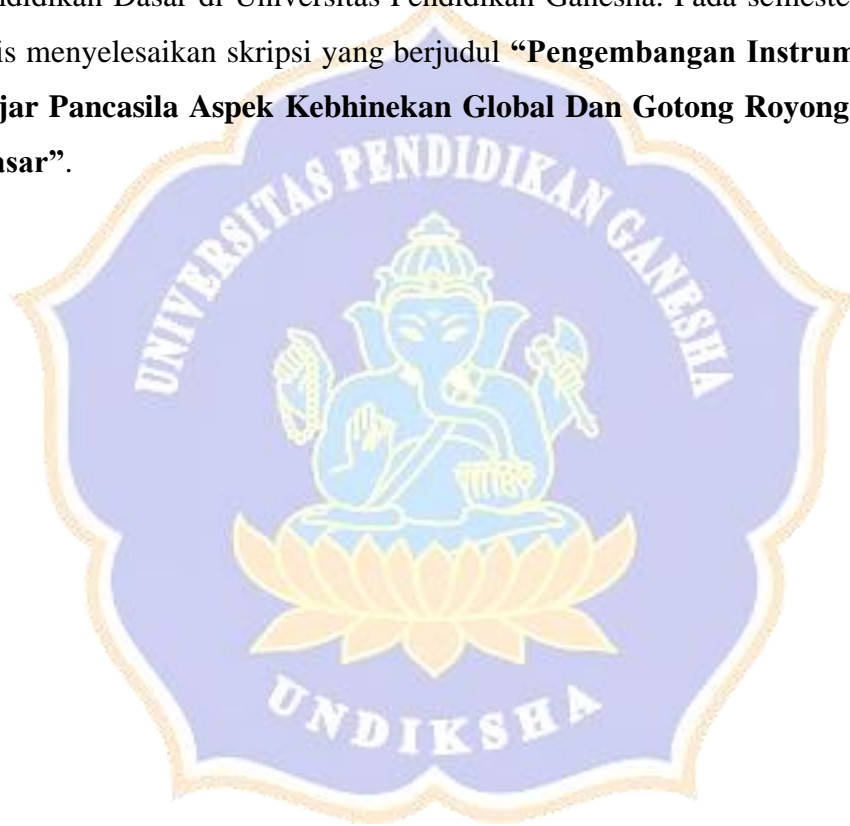 ndidikan Dasar di Universitas Pendidikan Ganesha. Pada semeste
is menyelesaikan skripsi yang berjudul “Pengembangan Instrum
jar Pancasila Aspek Kebhinekan Global Dan Gotong Royong
asar”.
UNIVERSITAS PENDIDIKAN GANESHA
UNDIKSHA